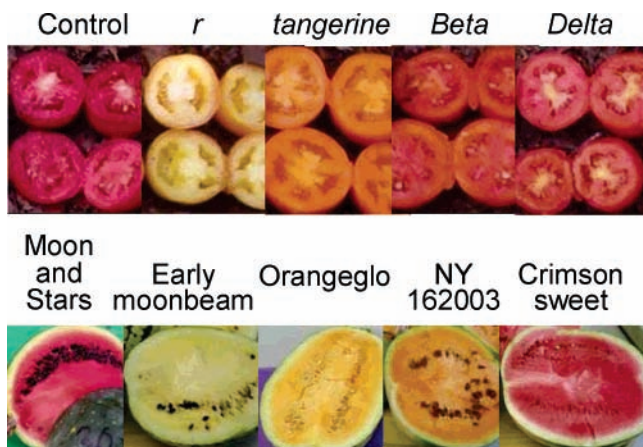 Control r tangerine Beta Delta
Moon and Stars
Early moonbeam
Orangeglo
NY 162003
Crimson sweet